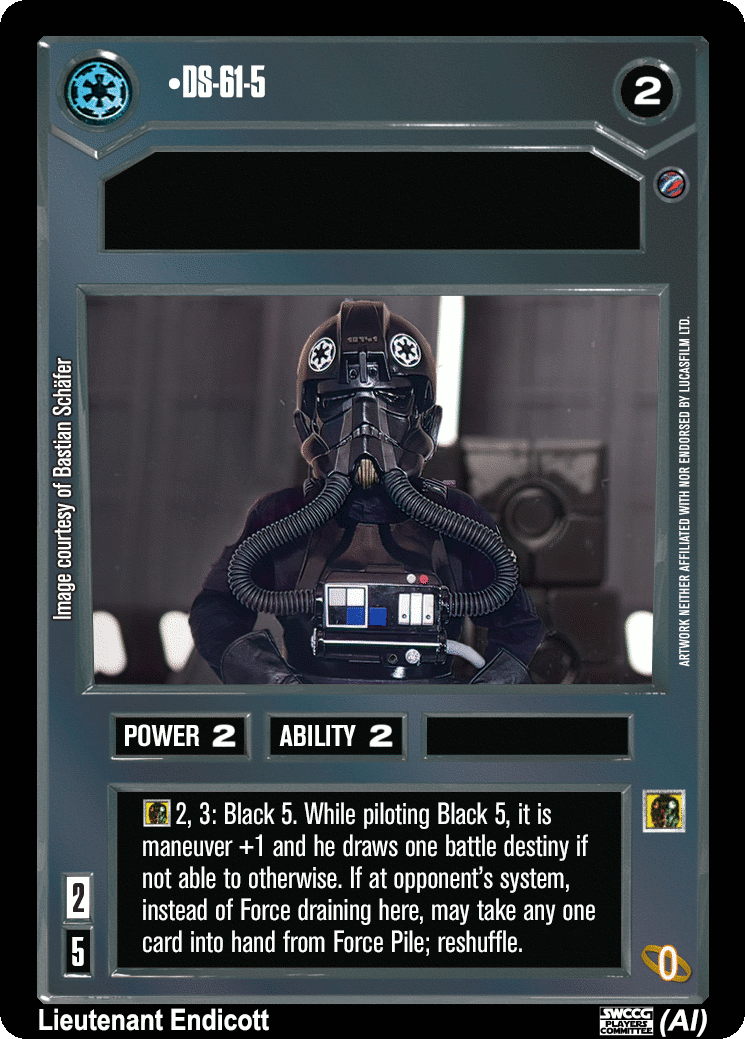 •DS-61-5
2
Image courtesy of Bastian Schäfer
ARTWORK NEITHER AFFILIATED WITH NOR ENDORSED BY LUCASFILM LTD.
POWER 2
ABILITY 2
2, 3: Black 5. While piloting Black 5, it is
maneuver +1 and he draws one battle destiny if
not able to otherwise. If at opponent's system,
instead of Force draining here, may take any one
card into hand from Force Pile; reshuffle.
2
5
0
Lieutenant Endicott
SWCCG
PLAYERS
COMMITTEE
(AI)